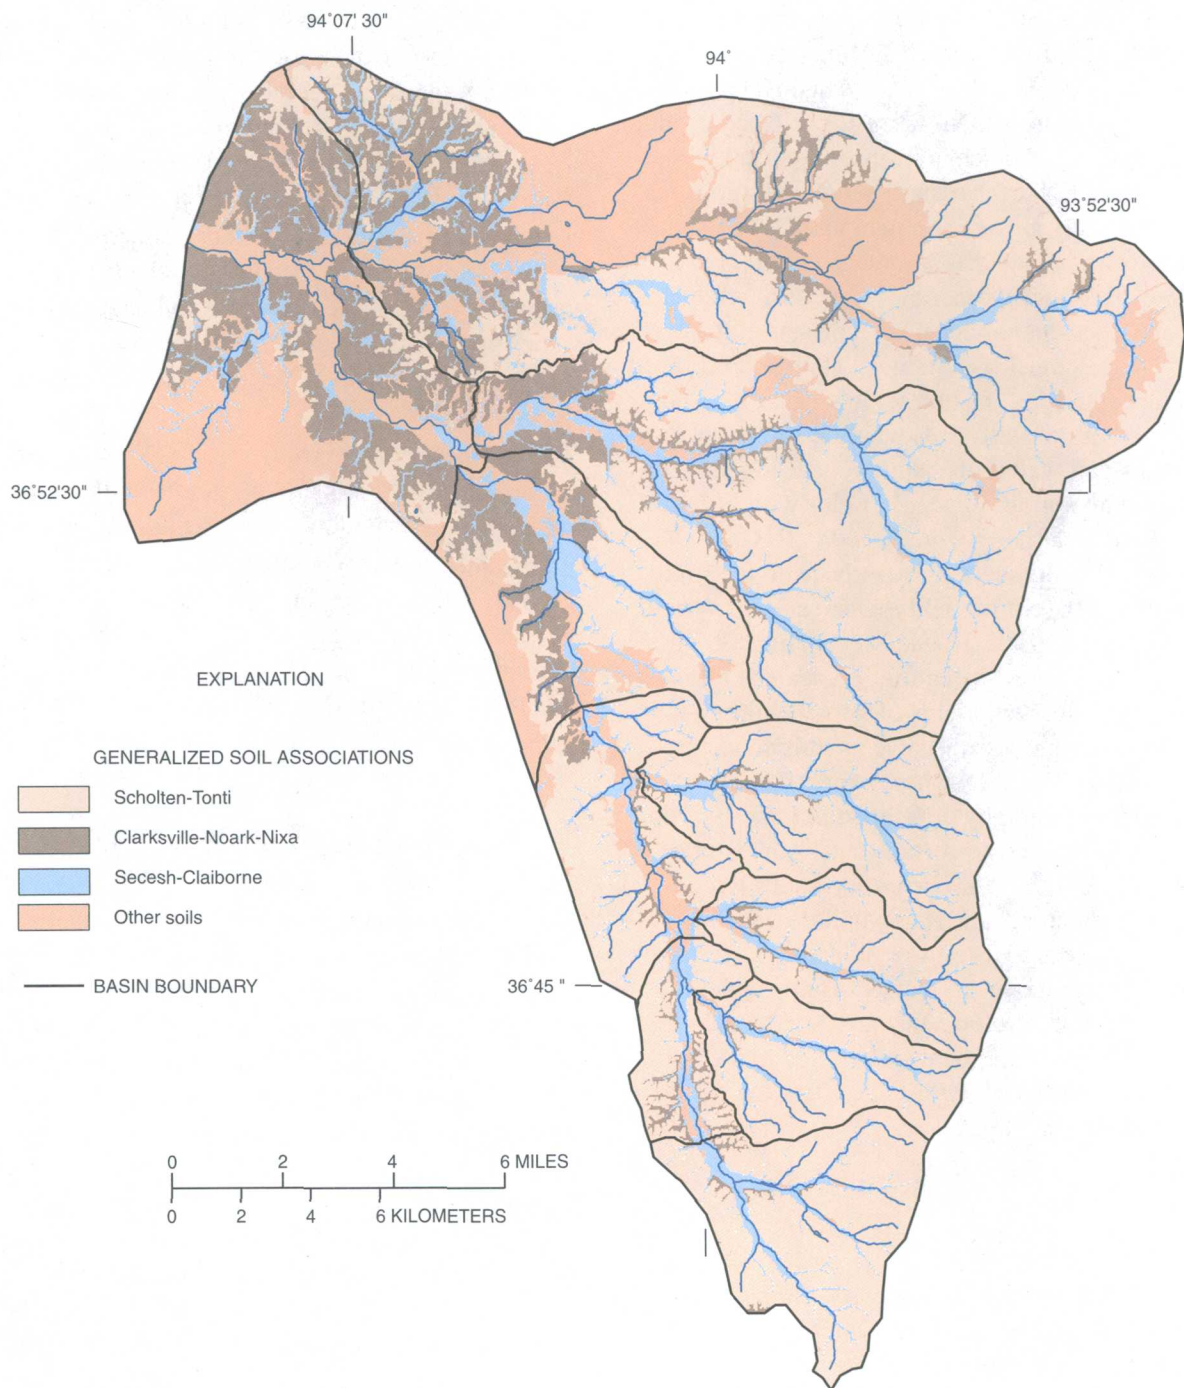 94°07' 30"
94°
93°52'30"
36°52'30"
EXPLANATION
GENERALIZED SOIL ASSOCIATIONS
Scholten-Tonti
Clarksville-Noark-Nixa
Secesh-Claiborne
Other soils
BASIN BOUNDARY
36°45 "
0 2 4 6 MILES
0 2 4 6 KILOMETERS